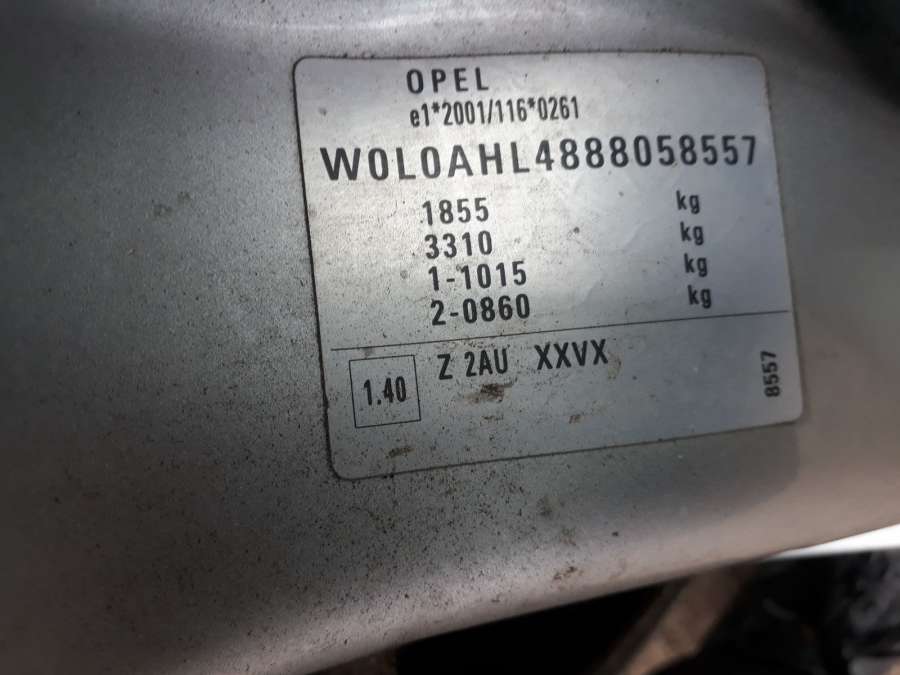 OPEL
e1*2001/116*0261
W0L0AHL4888058557
1855 kg
3310 kg
1-1015 kg
2-0860 kg
1.40 Z 2AU XXVX
8557